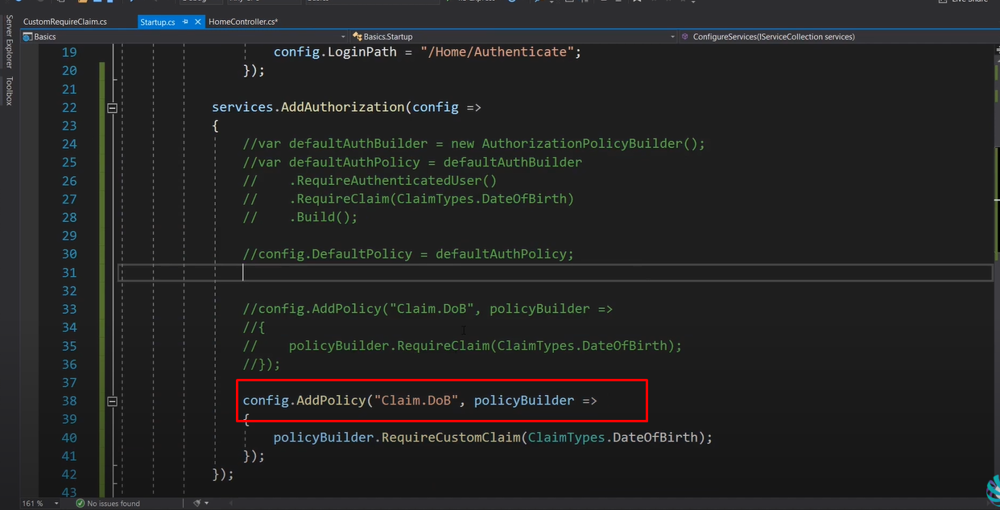 Live Share
CustomRequireClaim.cs
Startup.cs
HomeController.cs*
Server Explorer
Toolbox
Basics
Basics.Startup
ConfigureServices(IServiceCollection services)
19 config.LoginPath = "/Home/Authenticate";
20 });
21
22 services.AddAuthorization(config =>
23 {
24 //var defaultAuthBuilder = new AuthorizationPolicyBuilder();
25 //var defaultAuthPolicy = defaultAuthBuilder
26 // .RequireAuthenticatedUser()
27 // .RequireClaim(ClaimTypes.DateOfBirth)
28 // .Build();
29
30 //config.DefaultPolicy = defaultAuthPolicy;
31
32
33 //config.AddPolicy("Claim.DoB", policyBuilder =>
34 //{
35 // policyBuilder.RequireClaim(ClaimTypes.DateOfBirth);
36 //});
37
38 config.AddPolicy("Claim.DoB", policyBuilder =>
39 {
40 policyBuilder.RequireCustomClaim(ClaimTypes.DateOfBirth);
41 });
42 });
43
161 %
No issues found